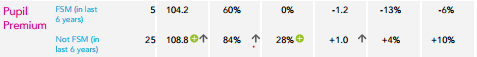 Pupil Premium
FSM (in last 6 years) 5 104.2 60% 0% -1.2 -13% -6%
Not FSM (in last 6 years) 25 108.8 + ↑ 84% ↑ 28% + +1.0 ↑ +4% +10%